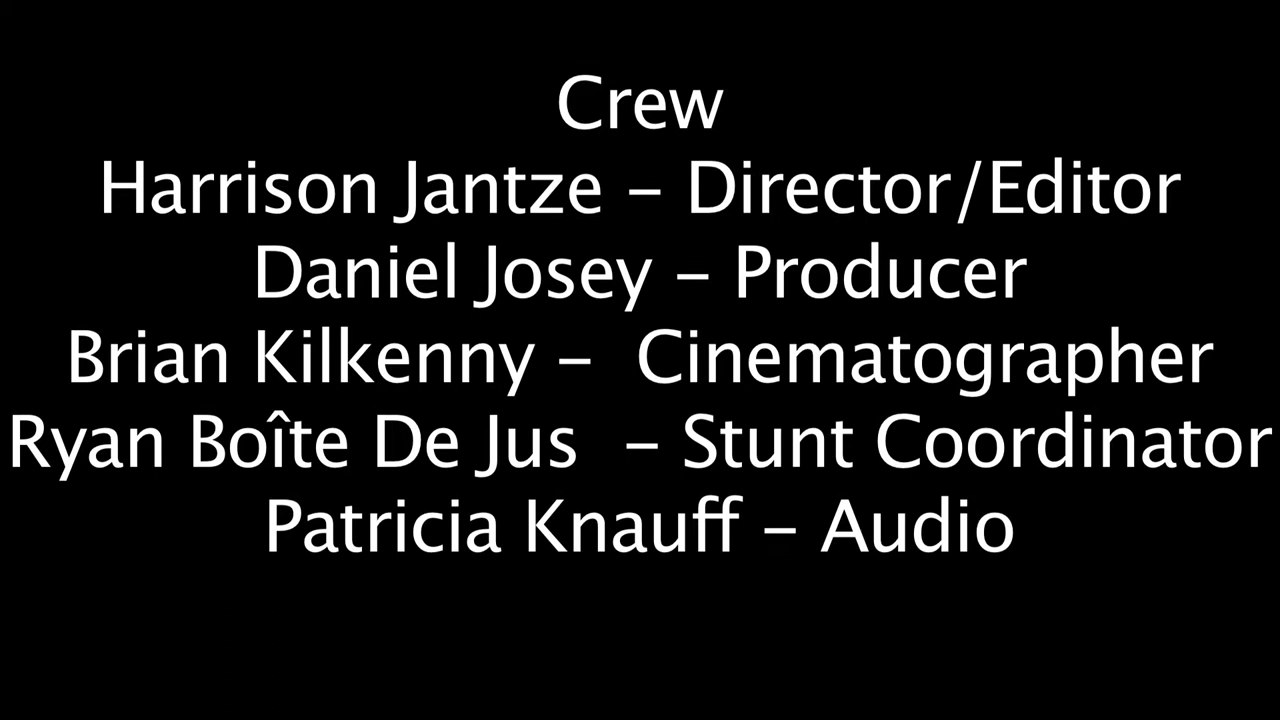 Crew
Harrison Jantze – Director/Editor
Daniel Josey – Producer
Brian Kilkenny –  Cinematographer
Ryan Boîte De Jus  – Stunt Coordinator
Patricia Knauff – Audio